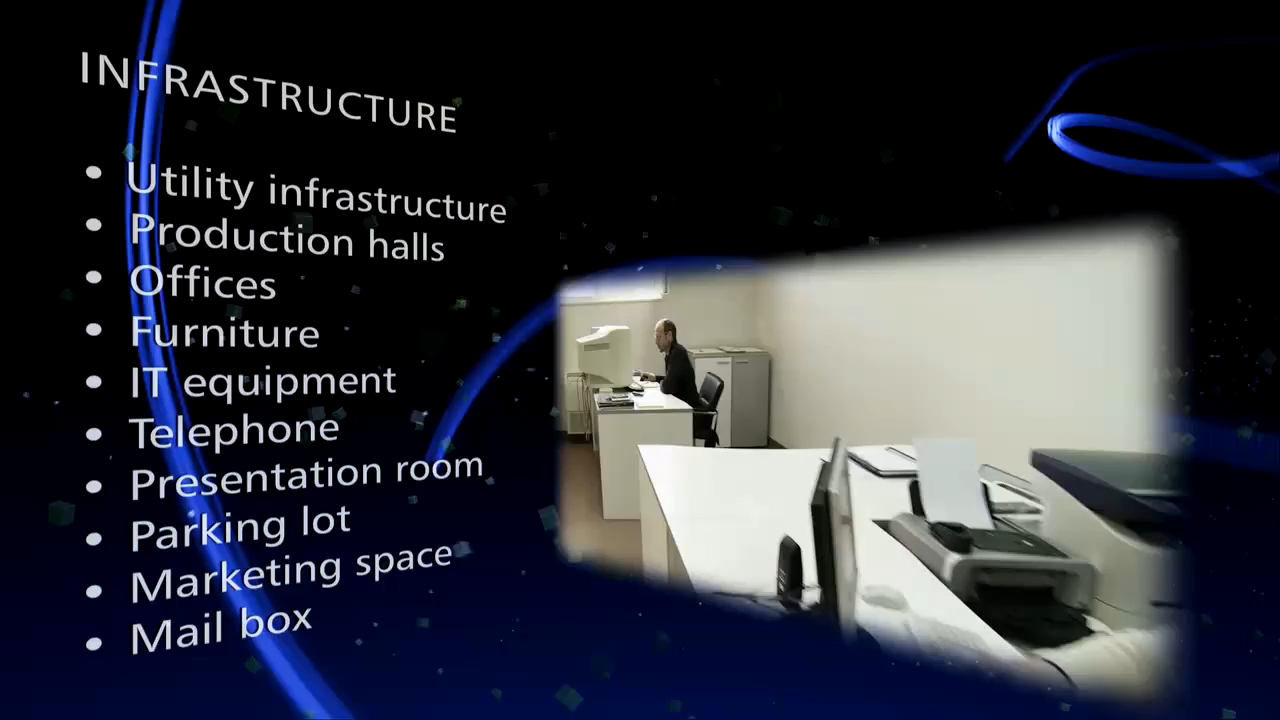 INFRASTRUCTURE
• Utility infrastructure
• Production halls
• Offices
• Furniture
• IT equipment
• Telephone
• Presentation room
• Parking lot
• Marketing space
• Mail box